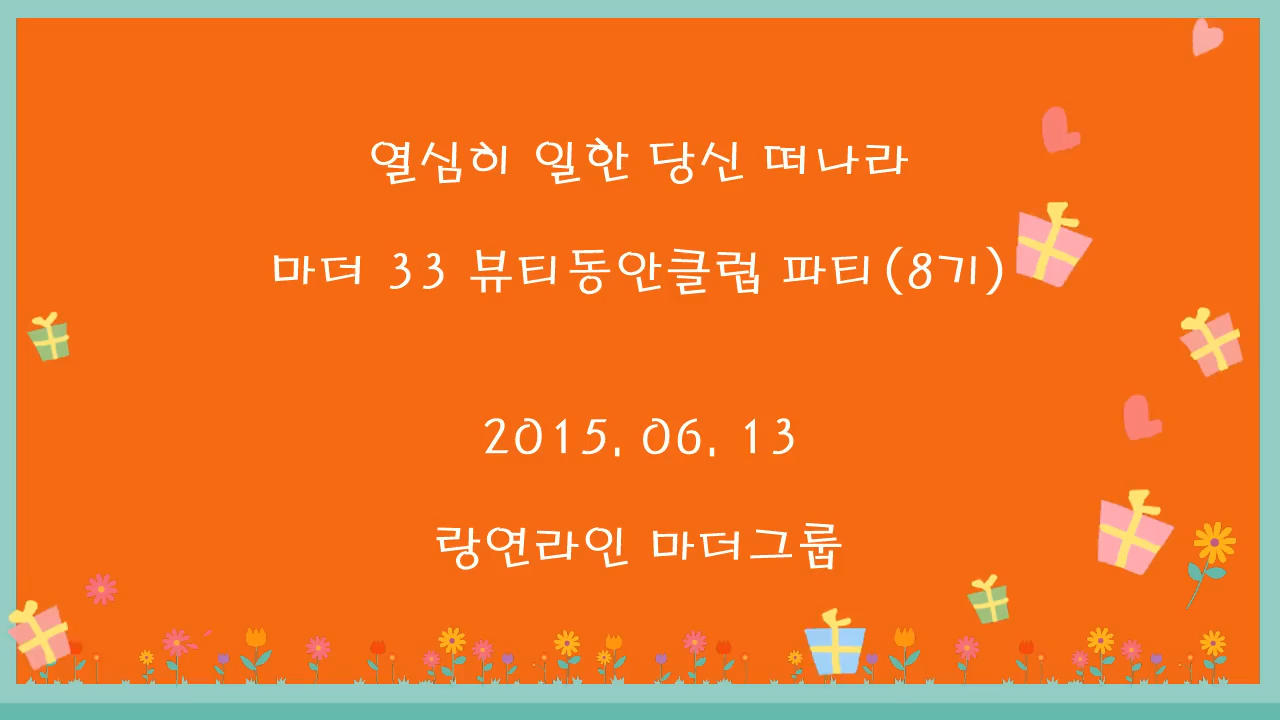 열심히 일한 당신 떠나라
마더 33 뷰티동안클럽 파티(8기)
2015. 06. 13
랑연라인 마더그룹